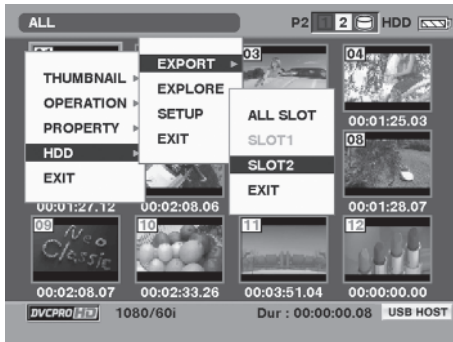 ALL P2 1 2 HDD
03 04
THUMBNAIL
OPERATION
PROPERTY
HDD
EXIT
EXPORT
EXPLORE
SETUP
EXIT
ALL SLOT
SLOT1
SLOT2
EXIT
00:01:25.03
08
00:01:27.12 00:02:08.06 00:01:28.07
09 10 11 12
Neo
Classic
00:02:08.07 00:02:33.26 00:03:51.04 00:00:00.00
DVCPRO HD 1080/60i Dur : 00:00:00.08 USB HOST